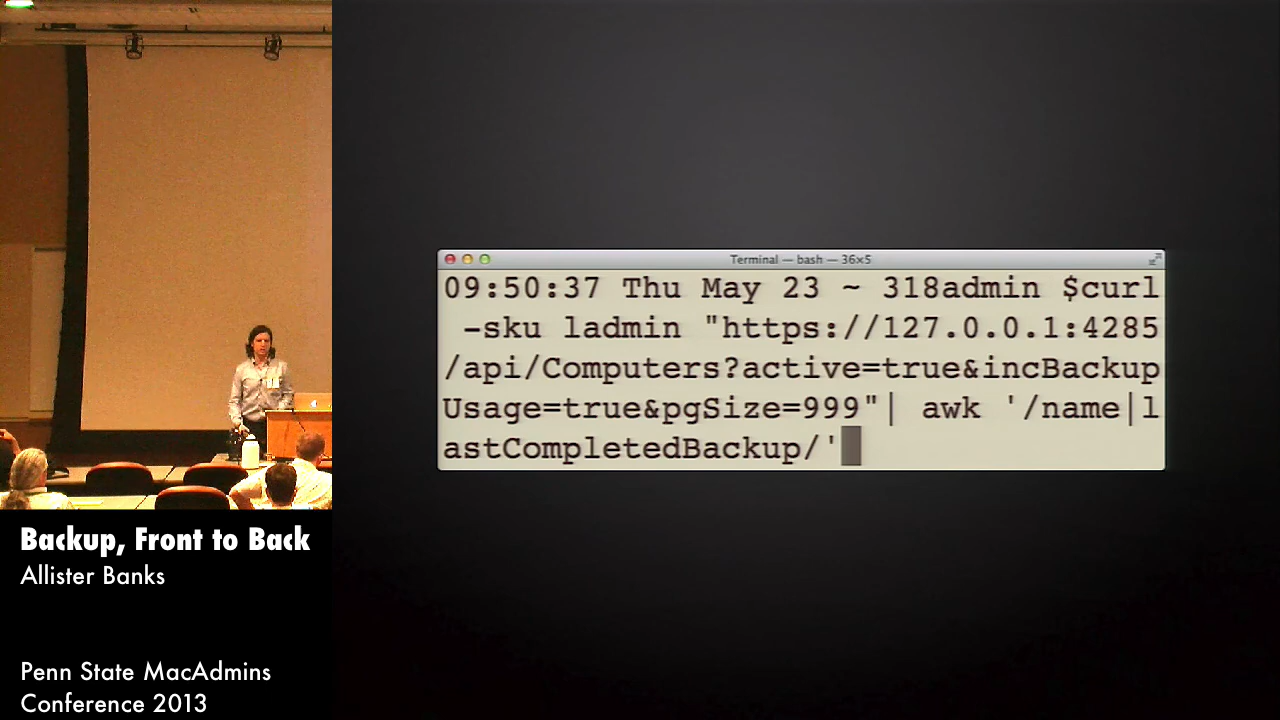 Terminal — bash — 36×5
09:50:37 Thu May 23 ~ 318admin $curl
-sku ladmin "https://127.0.0.1:4285
/api/Computers?active=true&incBackup
Usage=true&pgSize=999"| awk '/name|l
astCompletedBackup/'
Backup, Front to Back
Allister Banks
Penn State MacAdmins
Conference 2013